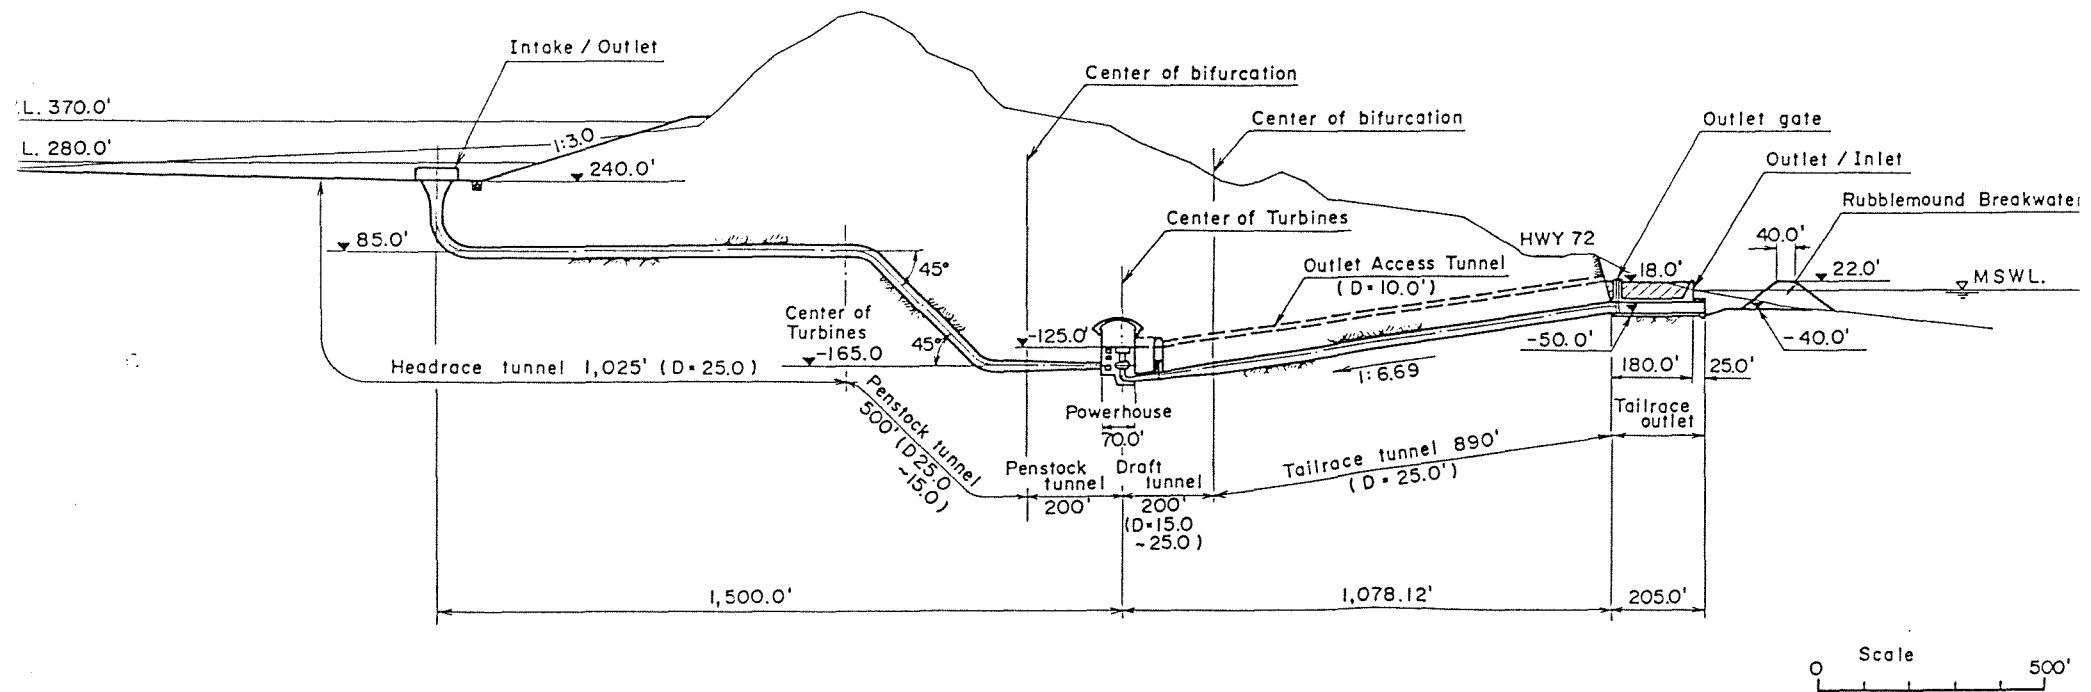 Intake / Outlet
Center of bifurcation
.L. 370.0'
Center of bifurcation
Outlet gate
1:3.0
L. 280.0'
Outlet / Inlet
240.0'
Rubblemound Breakwater
Center of Turbines
40.0'
85.0'
HWY 72
45°
Outlet Access Tunnel
(D=10.0')
18.0'
22.0'
MSWL.
Center of
Turbines
-125.0'
45°
-50.0'
-40.0'
-165.0
Headrace tunnel 1,025' (D=25.0)
1:6.69
180.0'
25.0'
Penstock tunnel
500' (D25.0
~15.0)
Powerhouse
70.0'
Tailrace
outlet
Penstock
tunnel
200'
Draft
tunnel
200'
(D=15.0
~25.0)
Tailrace tunnel 890'
(D=25.0')
1,500.0'
1,078.12'
205.0'
Scale
0
500'